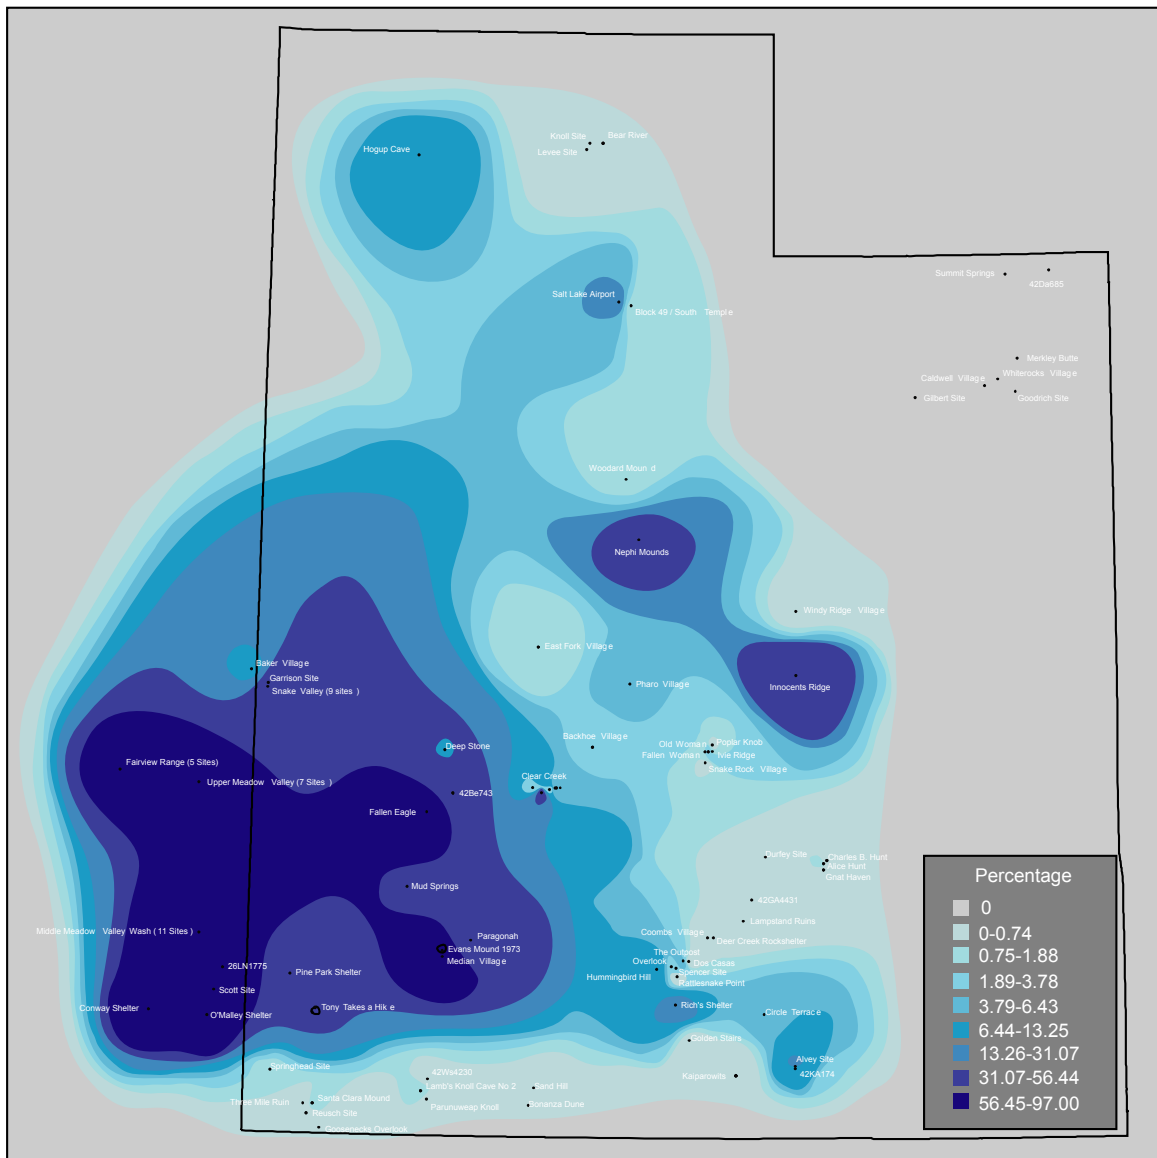 Knoll Site
Bear River
Hogup Cave
Levee Site
Summit Springs
42Da685
Salt Lake Airport
Block 49 / South Temple
Merkley Butte
Caldwell Village
Whiterocks Village
Gilbert Site
Goodrich Site
Woodard Mound
Nephi Mounds
Windy Ridge Village
East Fork Village
Baker Village
Garrison Site
Snake Valley (9 sites)
Pharo Village
Innocents Ridge
Backhoe Village
Old Woman
Poplar Knob
Deep Stone
Fallen Woman
Ivie Ridge
Fairview Range (5 Sites)
Snake Rock Village
Upper Meadow Valley (7 Sites)
Clear Creek
42Be743
Fallen Eagle
Durfey Site
Charles B. Hunt
Alice Hunt
Gnat Haven
Mud Springs
42GA4431
Lampstand Ruins
Middle Meadow Valley Wash (11 Sites)
Paragonah
Coombs Village
Deer Creek Rockshelter
Evans Mound 1973
Median Village
The Outpost
Overlook
Dos Casas
26LN1775
Pine Park Shelter
Hummingbird Hill
Spencer Site
Rattlesnake Point
Scott Site
Conway Shelter
O'Malley Shelter
Tony Takes a Hike
Rich's Shelter
Circle Terrace
Golden Stairs
Alvey Site
42KA174
Springhead Site
42Ws4230
Kaiparowits
Lamb's Knoll Cave No 2
Sand Hill
Three Mile Ruin
Santa Clara Mound
Parunuweap Knoll
Bonanza Dune
Reusch Site
Goosenecks Overlook
Percentage
0
0-0.74
0.75-1.88
1.89-3.78
3.79-6.43
6.44-13.25
13.26-31.07
31.07-56.44
56.45-97.00